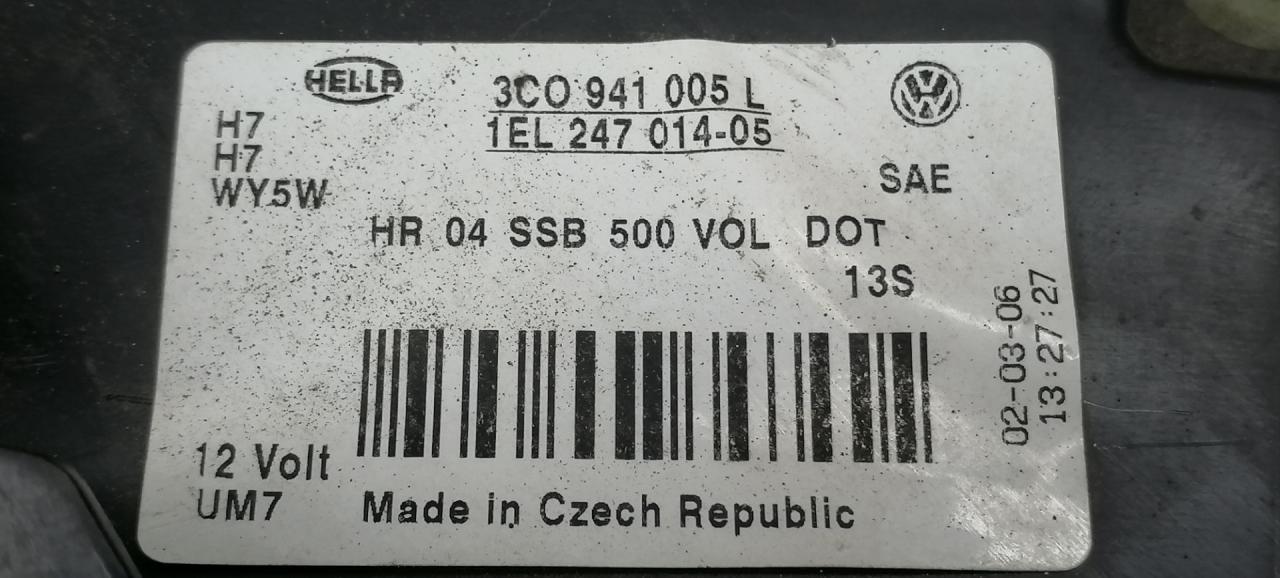 HELLA
3C0 941 005 L
1EL 247 014-05
H7
H7
WY5W
SAE
HR 04 SSB 500 VOL DOT
13S
02-03-06
13:27:27
12 Volt
UM7
Made in Czech Republic